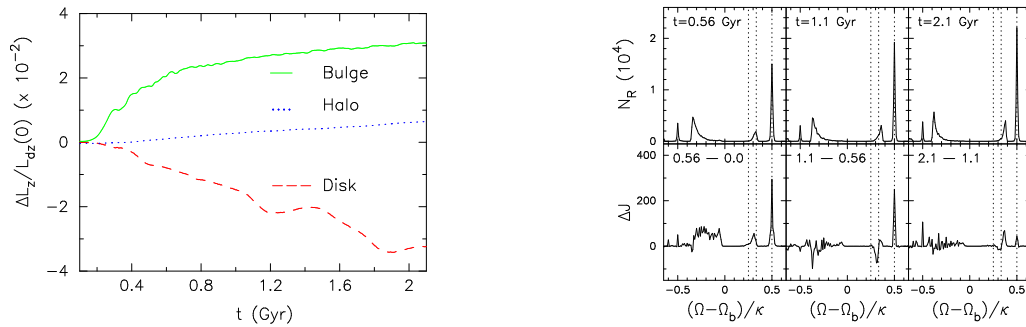 ΔL_z/L_dz(0) (x 10^−2)
4
2
0
−2
−4
Bulge
Halo
Disk
0.4 0.8 1.2 1.6 2
t (Gyr)
N_R (10^4)
2
1
0
t=0.56 Gyr t=1.1 Gyr t=2.1 Gyr
ΔJ
400
200
0
0.56 — 0.0 1.1 — 0.56 2.1 — 1.1
−0.5 0 0.5 −0.5 0 0.5 −0.5 0 0.5
(Ω−Ω_b)/κ (Ω−Ω_b)/κ (Ω−Ω_b)/κ